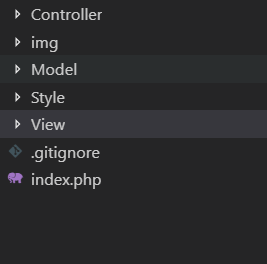 Controller
img
Model
Style
View
.gitignore
index.php